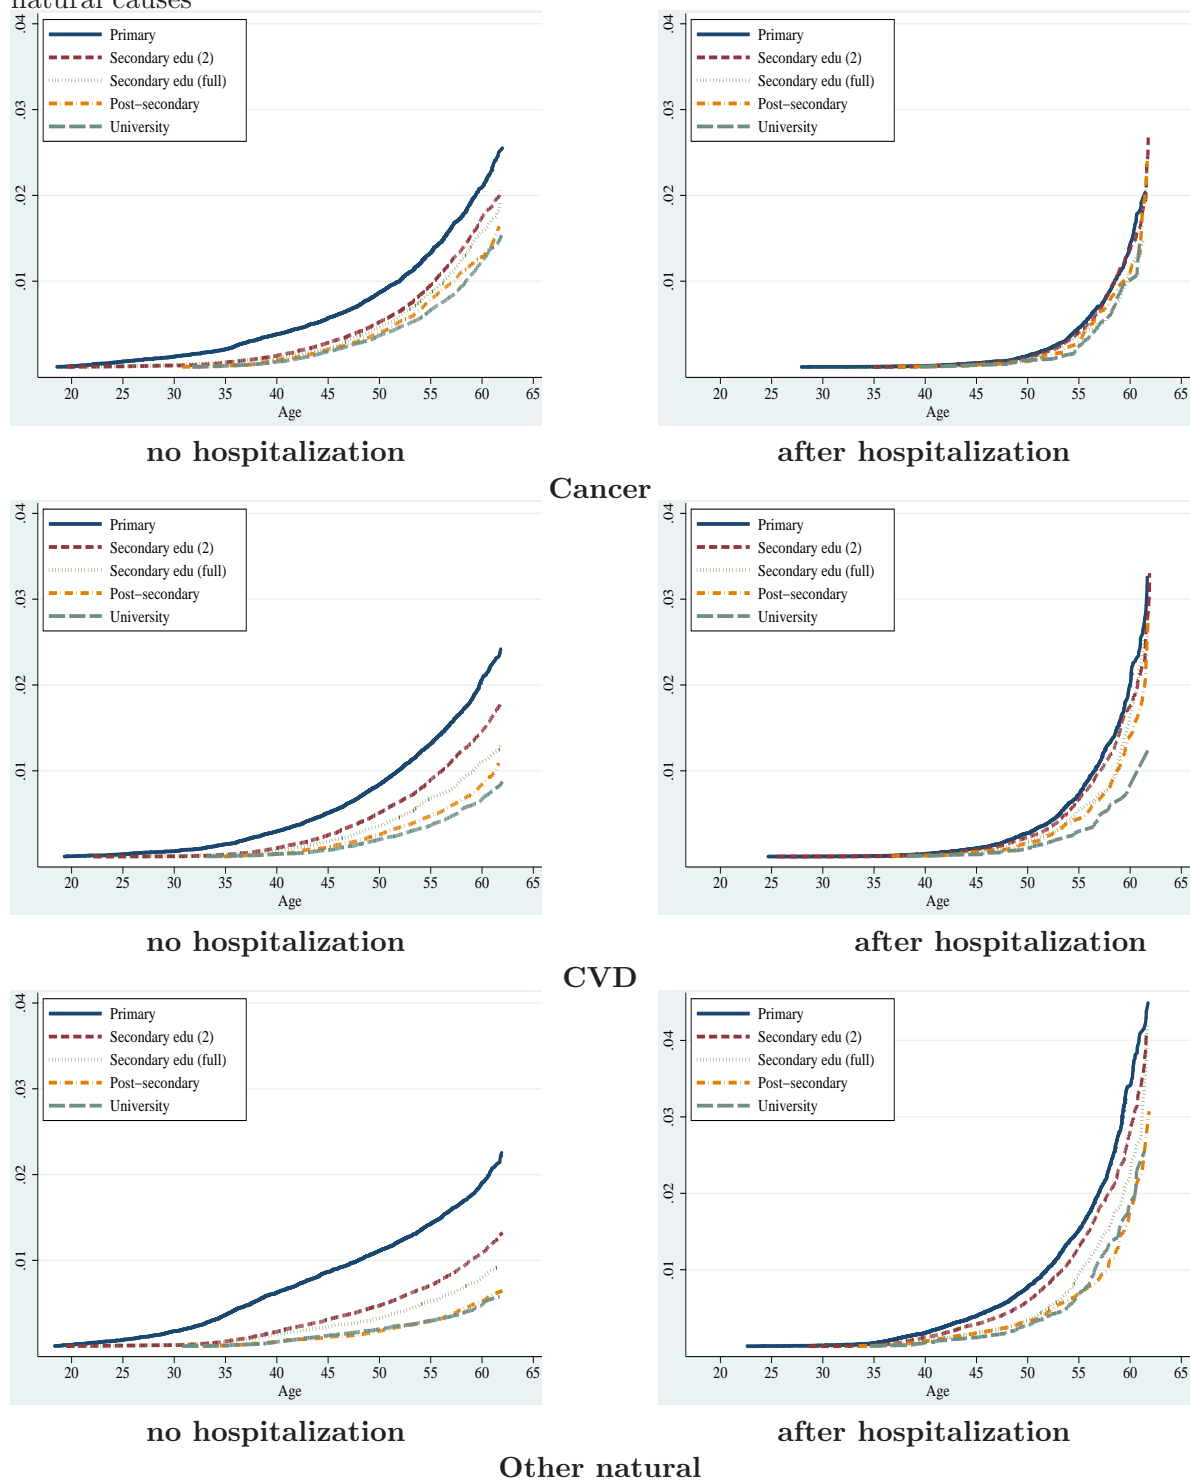 natural causes
.04
.03
.02
.01
Primary
Secondary edu (2)
Secondary edu (full)
Post-secondary
University
20 25 30 35 40 45 50 55 60 65
Age
no hospitalization
.04
.03
.02
.01
Primary
Secondary edu (2)
Secondary edu (full)
Post-secondary
University
20 25 30 35 40 45 50 55 60 65
Age
after hospitalization
Cancer
.04
.03
.02
.01
Primary
Secondary edu (2)
Secondary edu (full)
Post-secondary
University
20 25 30 35 40 45 50 55 60 65
Age
no hospitalization
.04
.03
.02
.01
Primary
Secondary edu (2)
Secondary edu (full)
Post-secondary
University
20 25 30 35 40 45 50 55 60 65
Age
after hospitalization
CVD
.04
.03
.02
.01
Primary
Secondary edu (2)
Secondary edu (full)
Post-secondary
University
20 25 30 35 40 45 50 55 60 65
Age
no hospitalization
.04
.03
.02
.01
Primary
Secondary edu (2)
Secondary edu (full)
Post-secondary
University
20 25 30 35 40 45 50 55 60 65
Age
after hospitalization
Other natural